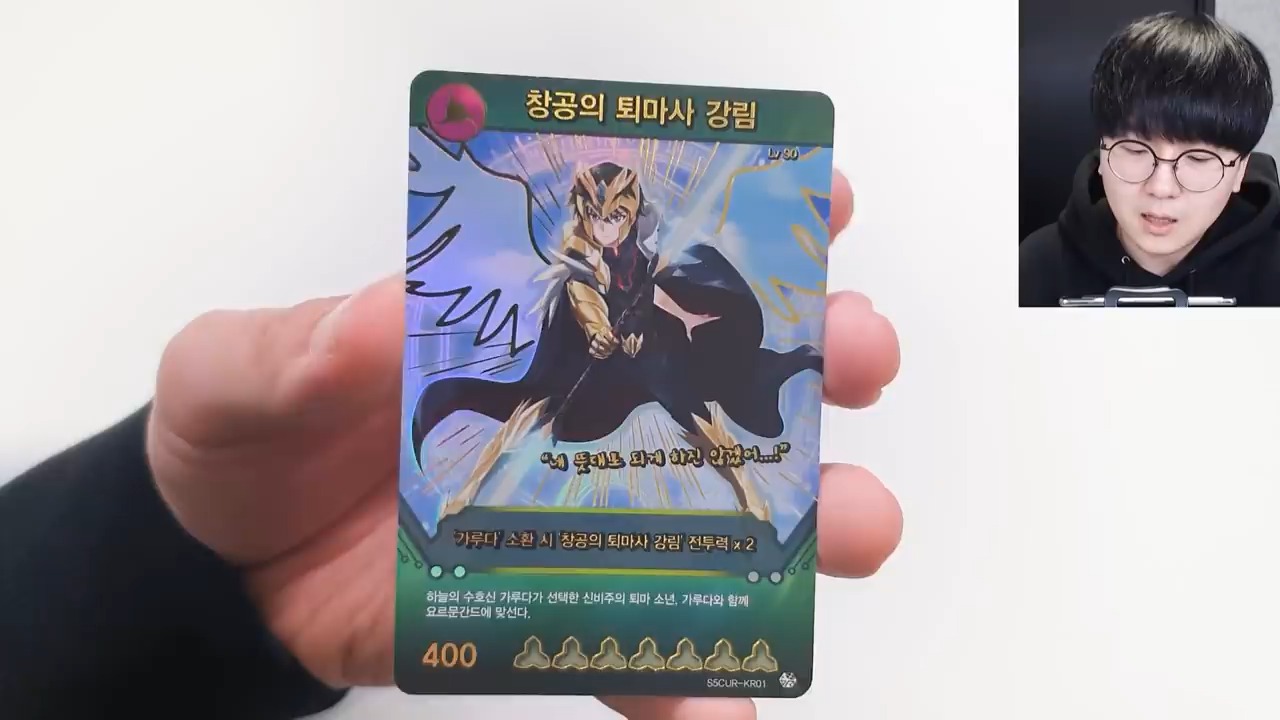 창공의 퇴마사 강림
Lv 90
“네 뜻대로 되게 하진 않겠어...!”
'가루다' 소환 시 '창공의 퇴마사 강림' 전투력 x 2
하늘의 수호신 가루다가 선택한 신비주의 퇴마 소년, 가루다와 함께
요르문간드에 맞선다.
400
S5CUR-KR01